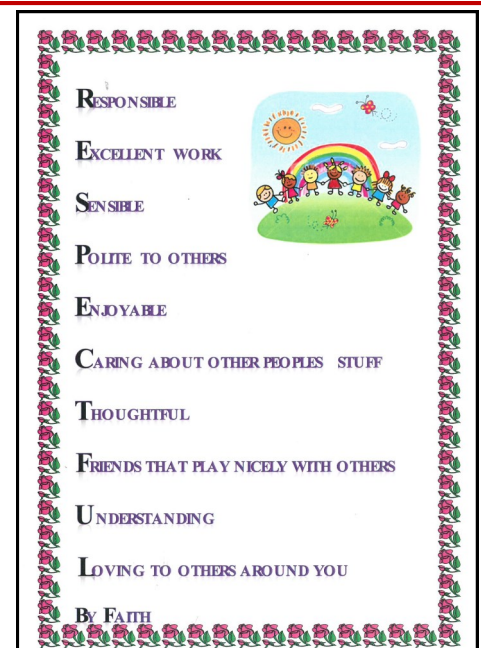 RESPONSIBLE
EXCELLENT WORK
SENSIBLE
POLITE TO OTHERS
ENJOYABLE
CARING ABOUT OTHER PEOPLES STUFF
THOUGHTFUL
FRIENDS THAT PLAY NICELY WITH OTHERS
UNDERSTANDING
LOVING TO OTHERS AROUND YOU
BY FAITH